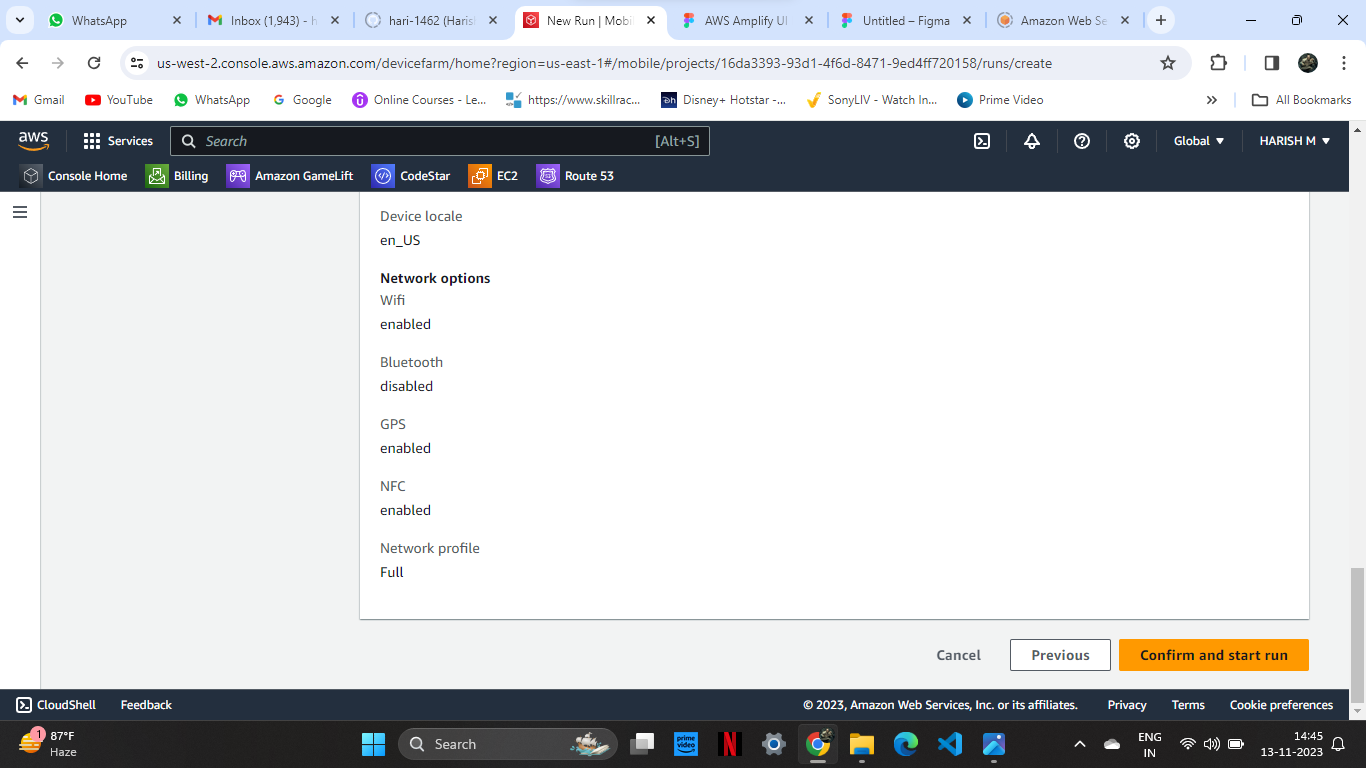 WhatsApp
Inbox (1,943) - h
hari-1462 (Harish
New Run | Mobil
AWS Amplify UI
Untitled – Figma
Amazon Web Se
us-west-2.console.aws.amazon.com/devicefarm/home?region=us-east-1#/mobile/projects/16da3393-93d1-4f6d-8471-9ed4ff720158/runs/create
Gmail
YouTube
WhatsApp
Google
Online Courses - Le...
https://www.skillrac...
Disney+ Hotstar -...
SonyLIV - Watch In...
Prime Video
All Bookmarks
aws
Services
Search
[Alt+S]
Global
HARISH M
Console Home
Billing
Amazon GameLift
CodeStar
EC2
Route 53
Device locale
en_US
Network options
Wifi
enabled
Bluetooth
disabled
GPS
enabled
NFC
enabled
Network profile
Full
Cancel
Previous
Confirm and start run
CloudShell
Feedback
© 2023, Amazon Web Services, Inc. or its affiliates.
Privacy
Terms
Cookie preferences
1
87°F
Haze
Search
prime video
N
ENG
IN
14:45
13-11-2023